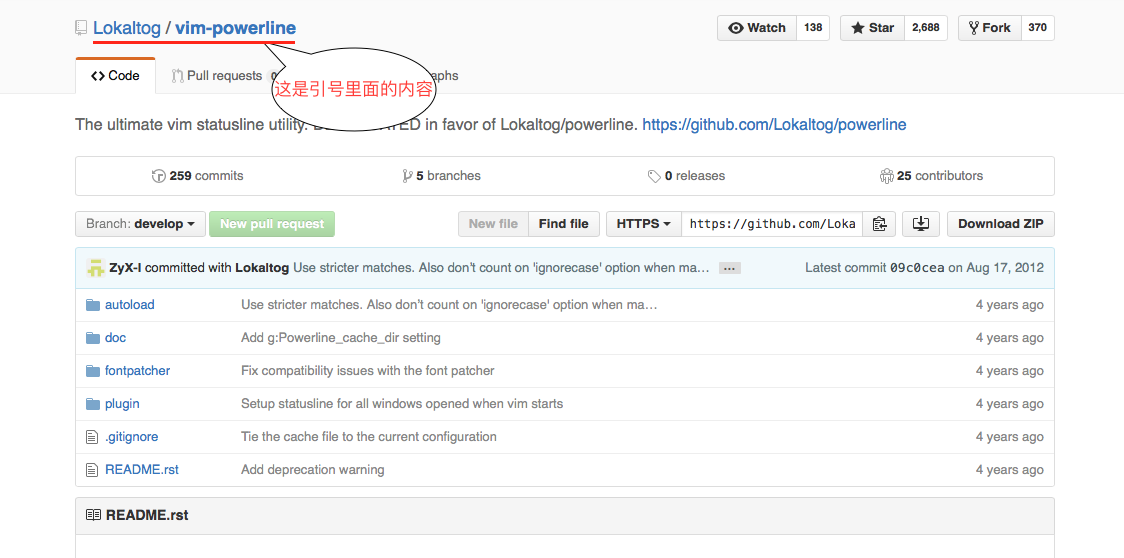 Lokaltog / vim-powerline
Watch 138 Star 2,688 Fork 370
Code Pull requests
这是引号里面的内容
The ultimate vim statusline utility. in favor of Lokaltog/powerline. https://github.com/Lokaltog/powerline
259 commits 5 branches 0 releases 25 contributors
Branch: develop New pull request New file Find file HTTPS https://github.com/Loka Download ZIP
ZyX-I committed with Lokaltog Use stricter matches. Also don't count on 'ignorecase' option when ma… … Latest commit 09c0cea on Aug 17, 2012
autoload Use stricter matches. Also don't count on 'ignorecase' option when ma… 4 years ago
doc Add g:Powerline_cache_dir setting 4 years ago
fontpatcher Fix compatibility issues with the font patcher 4 years ago
plugin Setup statusline for all windows opened when vim starts 4 years ago
.gitignore Tie the cache file to the current configuration 4 years ago
README.rst Add deprecation warning 4 years ago
README.rst